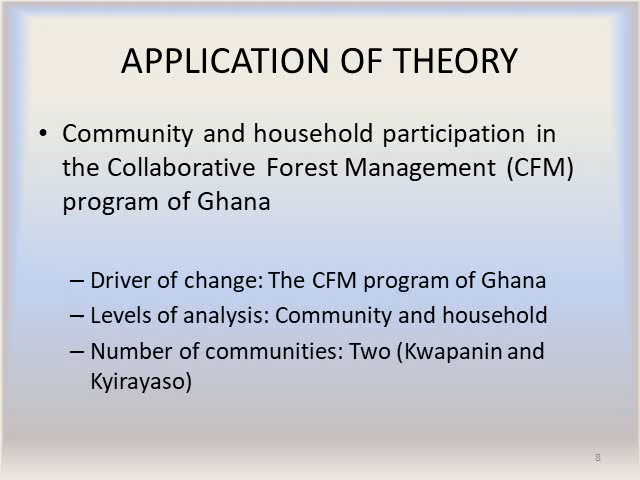 APPLICATION OF THEORY
• Community and household participation in
the Collaborative Forest Management (CFM)
program of Ghana
– Driver of change: The CFM program of Ghana
– Levels of analysis: Community and household
– Number of communities: Two (Kwapanin and
Kyirayaso)
8